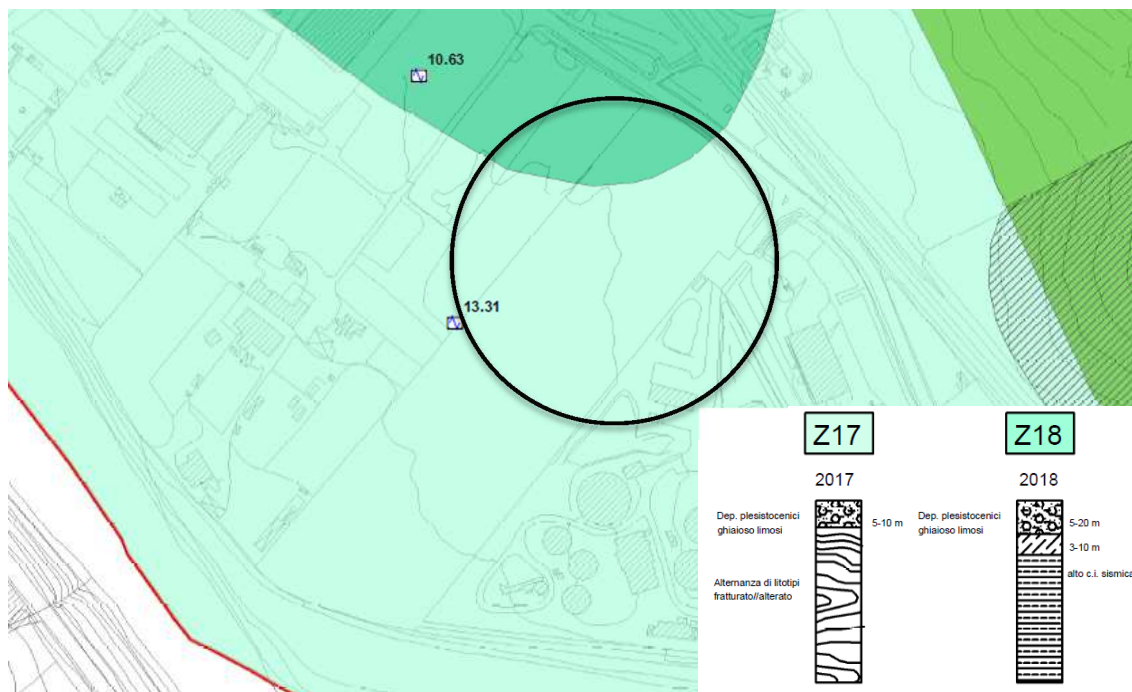 10.63
13.31
Z17
Z18
2017
2018
Dep. plesistocenici
ghiaioso limosi
5-10 m
Dep. plesistocenici
ghiaioso limosi
5-20 m
3-10 m
alto c.i. sismica
Alternanza di litotipi
fratturato//alterato